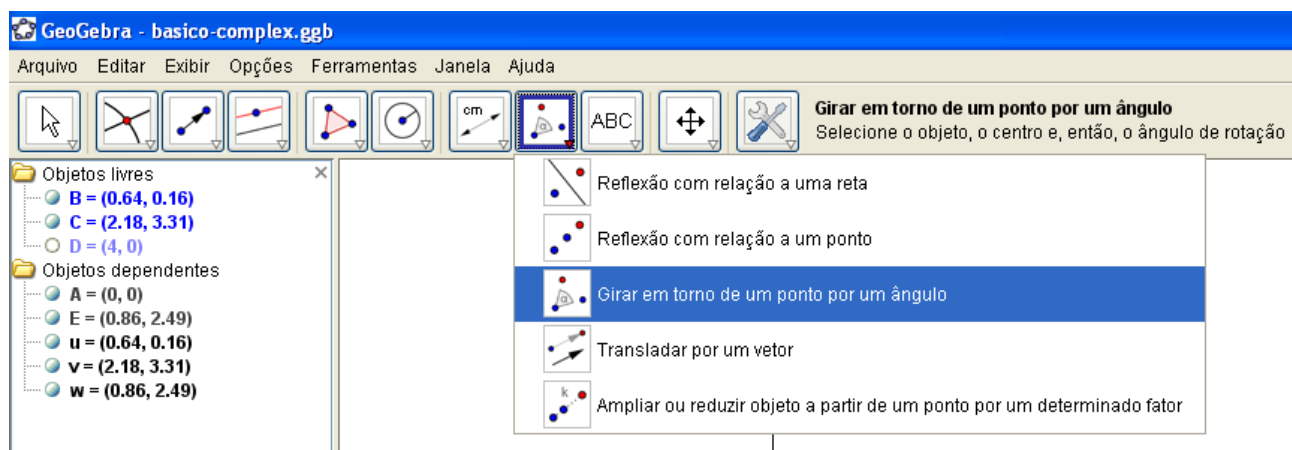 GeoGebra - basico-complex.ggb
Arquivo Editar Exibir Opções Ferramentas Janela Ajuda
cm
α
ABC
Girar em torno de um ponto por um ângulo
Selecione o objeto, o centro e, então, o ângulo de rotação
Objetos livres
B = (0.64, 0.16)
C = (2.18, 3.31)
D = (4, 0)
Objetos dependentes
A = (0, 0)
E = (0.86, 2.49)
u = (0.64, 0.16)
v = (2.18, 3.31)
w = (0.86, 2.49)
Reflexão com relação a uma reta
Reflexão com relação a um ponto
α
Girar em torno de um ponto por um ângulo
Transladar por um vetor
k
Ampliar ou reduzir objeto a partir de um ponto por um determinado fator